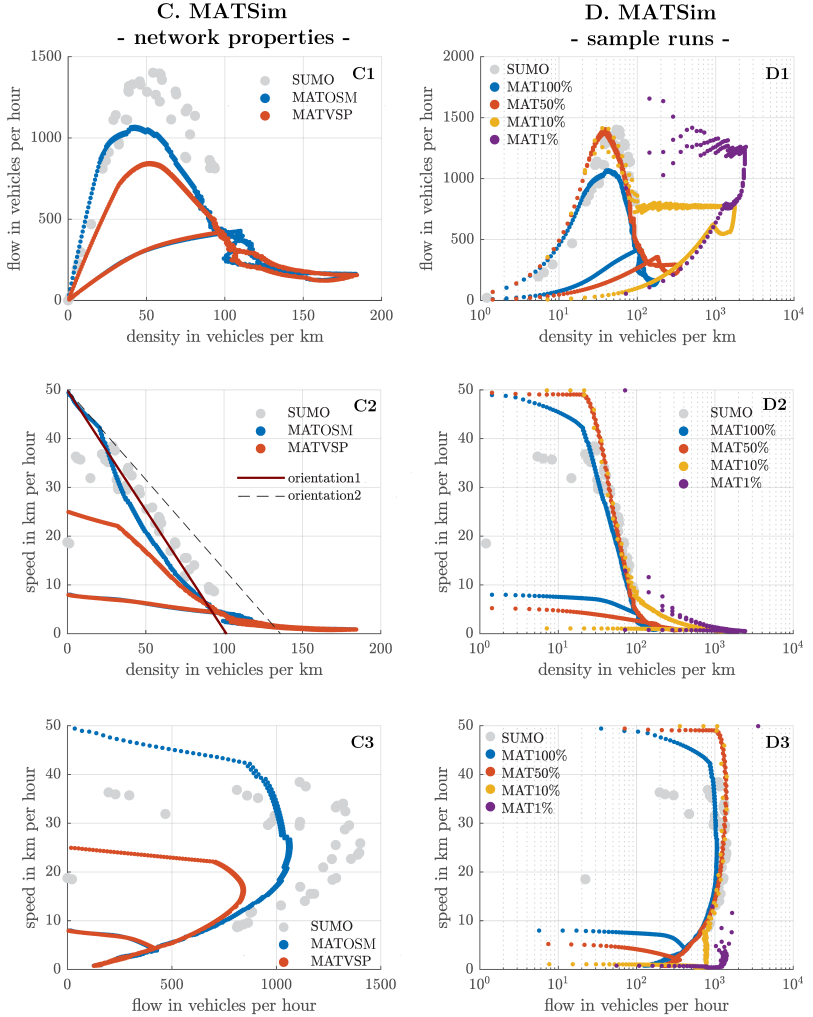 C. MATSim
- network properties -
D. MATSim
- sample runs -
C1
SUMO
MATOSM
MATVSP
1500
1000
500
0
0
50
100
150
200
flow in vehicles per hour
density in vehicles per km
D1
SUMO
MAT100%
MAT50%
MAT10%
MAT1%
2000
1500
1000
500
0
10^0
10^1
10^2
10^3
10^4
flow in vehicles per hour
density in vehicles per km
C2
SUMO
MATOSM
MATVSP
orientation1
orientation2
50
40
30
20
10
0
0
50
100
150
200
speed in km per hour
density in vehicles per km
D2
SUMO
MAT100%
MAT50%
MAT10%
MAT1%
50
40
30
20
10
0
10^0
10^1
10^2
10^3
10^4
speed in km per hour
density in vehicles per km
C3
SUMO
MATOSM
MATVSP
50
40
30
20
10
0
0
500
1000
1500
speed in km per hour
flow in vehicles per hour
D3
SUMO
MAT100%
MAT50%
MAT10%
MAT1%
50
40
30
20
10
0
10^0
10^1
10^2
10^3
10^4
speed in km per hour
flow in vehicles per hour